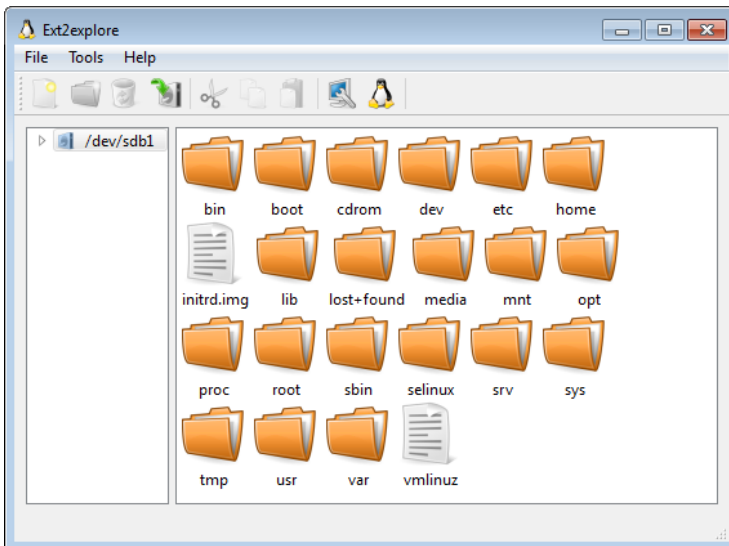 Ext2explore
File Tools Help
/dev/sdb1
bin boot cdrom dev etc home
initrd.img lib lost+found media mnt opt
proc root sbin selinux srv sys
tmp usr var vmlinuz